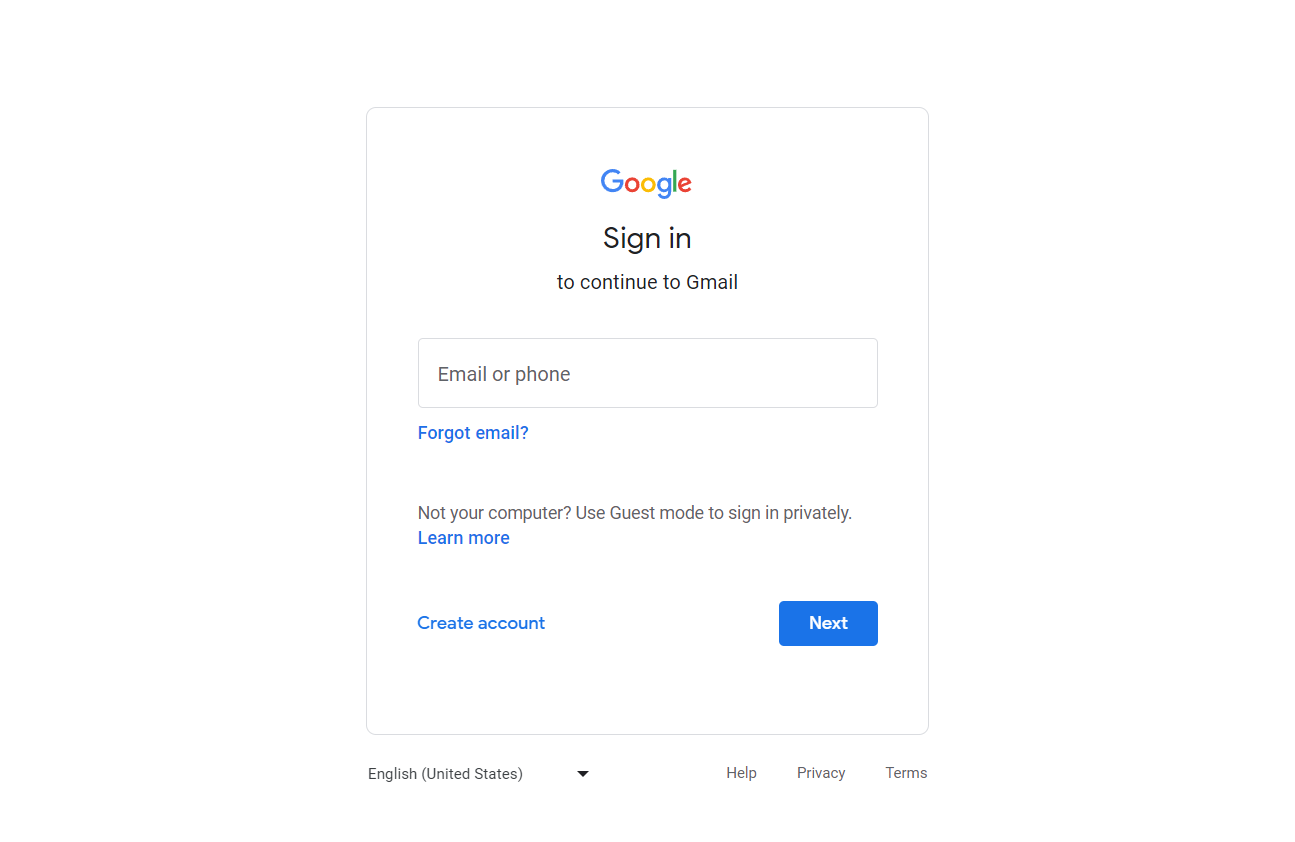 Google
Sign in
to continue to Gmail
Email or phone
Forgot email?
Not your computer? Use Guest mode to sign in privately.
Learn more
Create account
Next
English (United States)
Help
Privacy
Terms